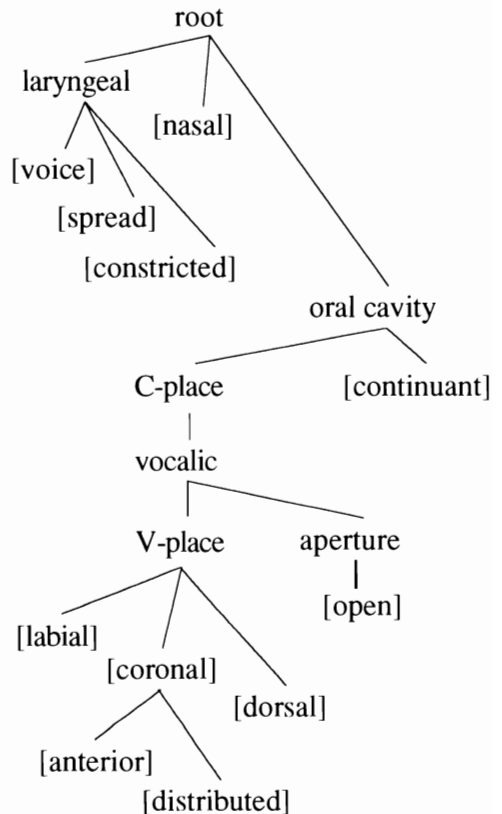 root
laryngeal
[nasal]
[voice]
[spread]
[constricted]
oral cavity
C-place
[continuant]
vocalic
V-place
aperture
[open]
[labial]
[coronal]
[dorsal]
[anterior]
[distributed]